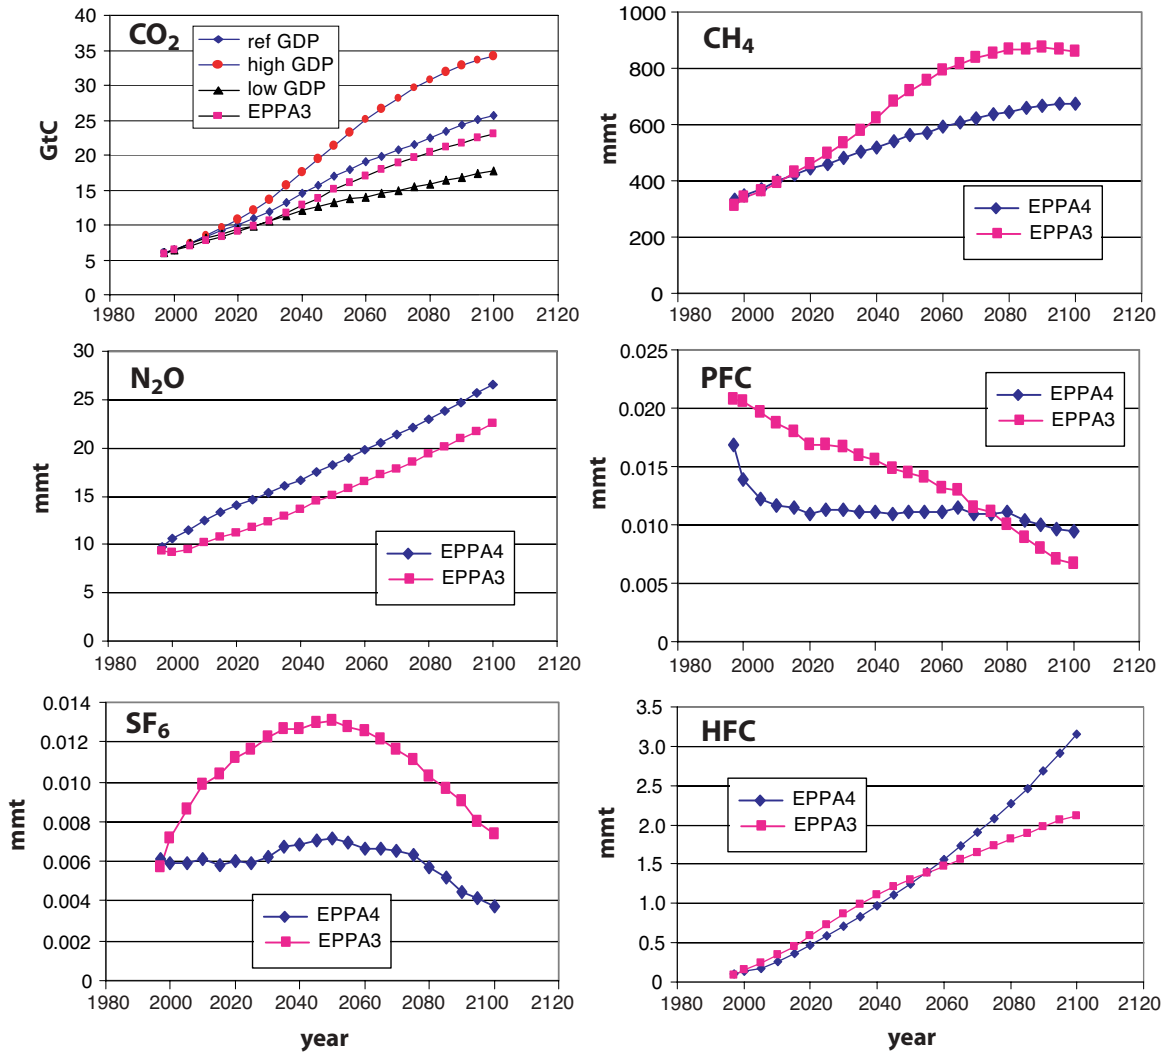 CO2
GtC
40
35
30
25
20
15
10
5
0
ref GDP
high GDP
low GDP
EPPA3
1980 2000 2020 2040 2060 2080 2100 2120
CH4
mmt
1000
800
600
400
200
0
EPPA4
EPPA3
1980 2000 2020 2040 2060 2080 2100 2120
N2O
mmt
30
25
20
15
10
5
0
EPPA4
EPPA3
1980 2000 2020 2040 2060 2080 2100 2120
PFC
mmt
0.025
0.020
0.015
0.010
0.005
0
EPPA4
EPPA3
1980 2000 2020 2040 2060 2080 2100 2120
SF6
mmt
0.014
0.012
0.010
0.008
0.006
0.004
0.002
0
EPPA4
EPPA3
1980 2000 2020 2040 2060 2080 2100 2120
year
HFC
mmt
3.5
3.0
2.5
2.0
1.5
1.0
0.5
0
EPPA4
EPPA3
1980 2000 2020 2040 2060 2080 2100 2120
year